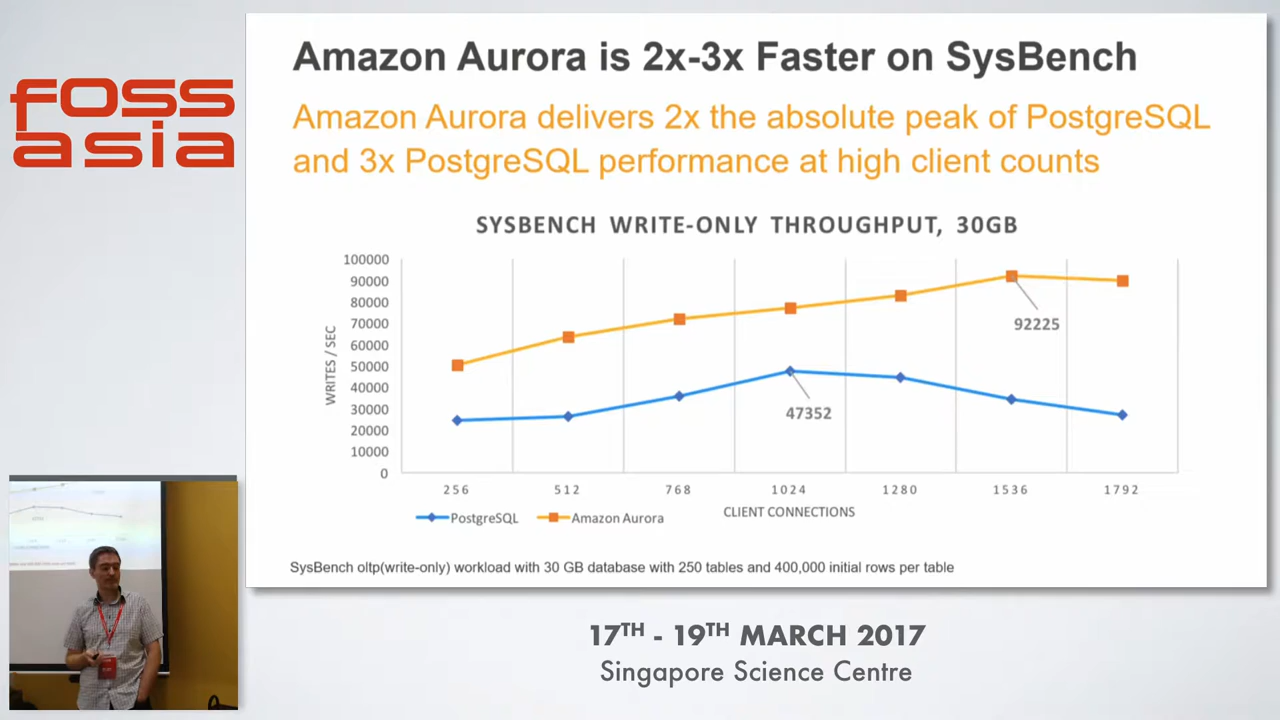 foss
asia
Amazon Aurora is 2x-3x Faster on SysBench
Amazon Aurora delivers 2x the absolute peak of PostgreSQL
and 3x PostgreSQL performance at high client counts
SYSBENCH WRITE-ONLY THROUGHPUT, 30GB
WRITES / SEC
100000
90000
80000
70000
60000
50000
40000
30000
20000
10000
0
92225
47352
256 512 768 1024 1280 1536 1792
CLIENT CONNECTIONS
PostgreSQL Amazon Aurora
SysBench oltp(write-only) workload with 30 GB database with 250 tables and 400,000 initial rows per table
17TH - 19TH MARCH 2017
Singapore Science Centre